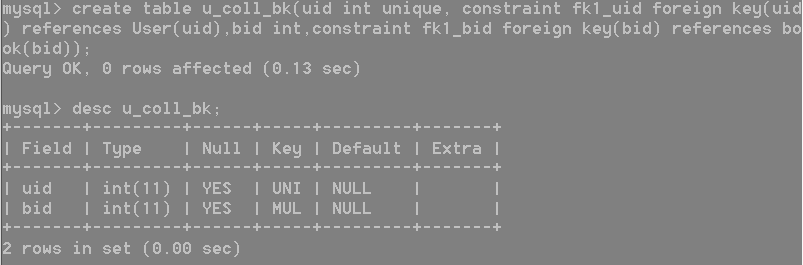 mysql> create table u_coll_bk(uid int unique, constraint fk1_uid foreign key(uid
) references User(uid),bid int,constraint fk1_bid foreign key(bid) references bo
ok(bid));
Query OK, 0 rows affected (0.13 sec)

mysql> desc u_coll_bk;
+-------+---------+------+-----+---------+-------+
| Field | Type    | Null | Key | Default | Extra |
+-------+---------+------+-----+---------+-------+
| uid   | int(11) | YES  | UNI | NULL    |       |
| bid   | int(11) | YES  | MUL | NULL    |       |
+-------+---------+------+-----+---------+-------+
2 rows in set (0.00 sec)